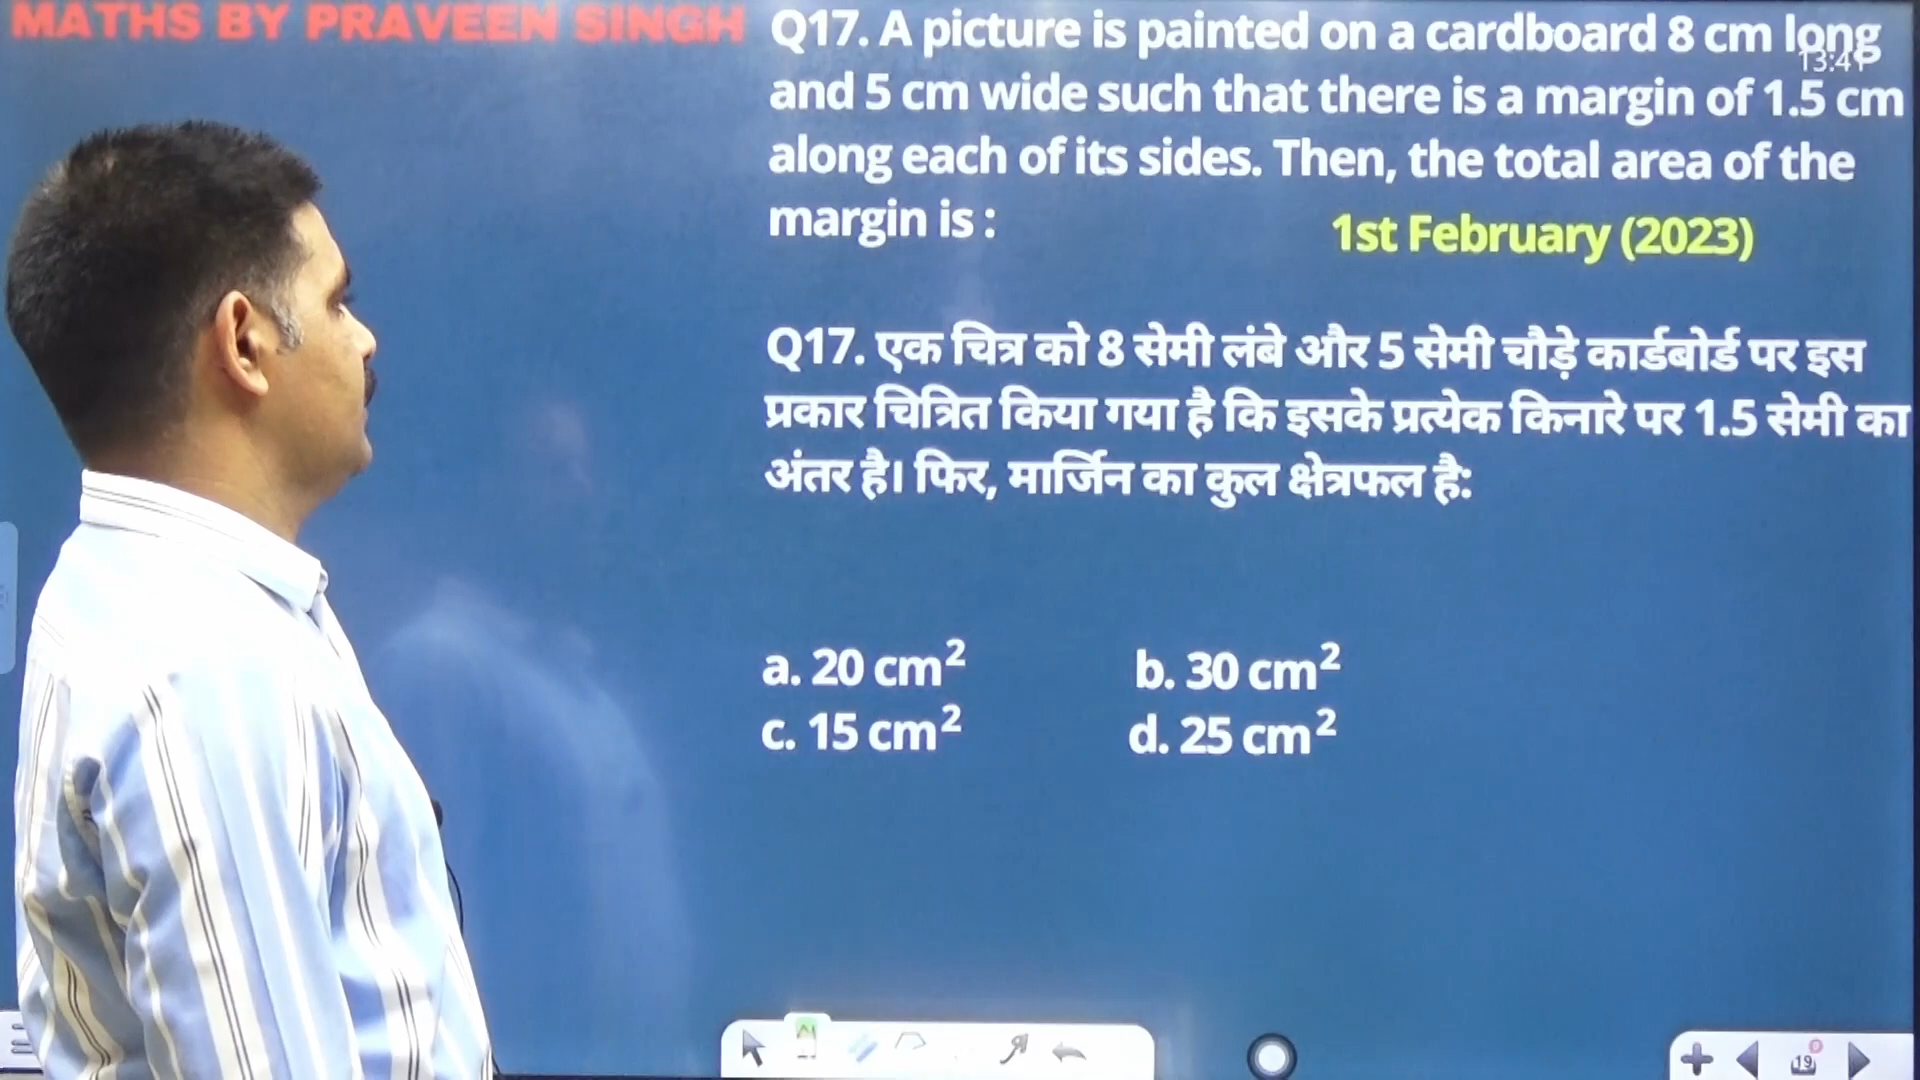 MATHS BY PRAVEEN SINGH
Q17. A picture is painted on a cardboard 8 cm long
13:41
and 5 cm wide such that there is a margin of 1.5 cm
along each of its sides. Then, the total area of the
margin is :
1st February (2023)
Q17. एक चित्र को 8 सेमी लंबे और 5 सेमी चौड़े कार्डबोर्ड पर इस
प्रकार चित्रित किया गया है कि इसके प्रत्येक किनारे पर 1.5 सेमी का
अंतर है। फिर, मार्जिन का कुल क्षेत्रफल है:
a. 20 cm² b. 30 cm²
c. 15 cm² d. 25 cm²
19